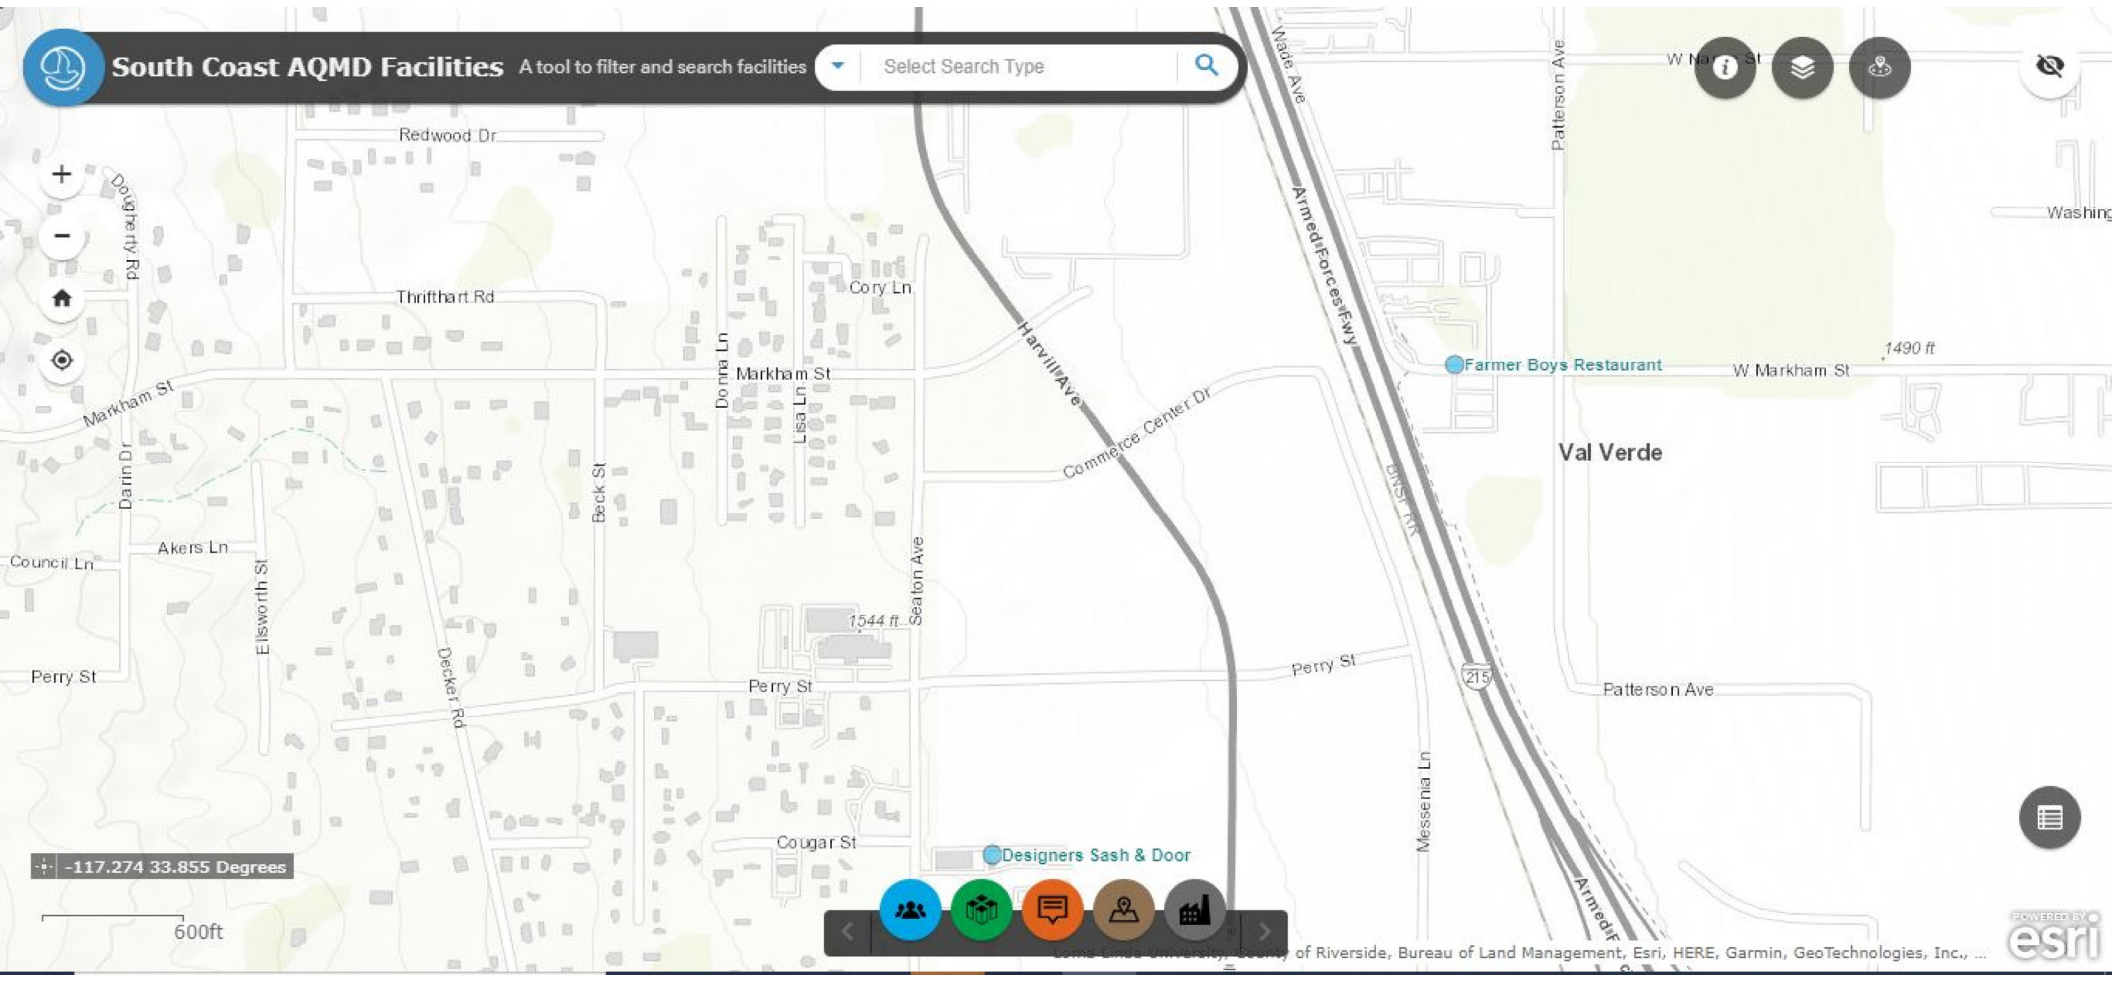 South Coast AQMD Facilities A tool to filter and search facilities
Select Search Type
Wade Ave
Patterson Ave
Redwood Dr
Dougherty Rd
Armed Forces Fwy
Washing
Thrifthart Rd
Cory Ln
Harvill Ave
Donna Ln
Markham St
Lisa Ln
Farmer Boys Restaurant
W Markham St
1490 ft
Markham St
Commerce Center Dr
Val Verde
Darin Dr
Beck St
BNSF RR
Akers Ln
Council Ln
Ellsworth St
Seaton Ave
1544 ft
Perry St
Decker Rd
Perry St
Perry St
215
Patterson Ave
Messenia Ln
Cougar St
Designers Sash & Door
-117.274 33.855 Degrees
600ft
Armed F
POWERED BY
esri
Loma Linda University, County of Riverside, Bureau of Land Management, Esri, HERE, Garmin, GeoTechnologies, Inc., ...